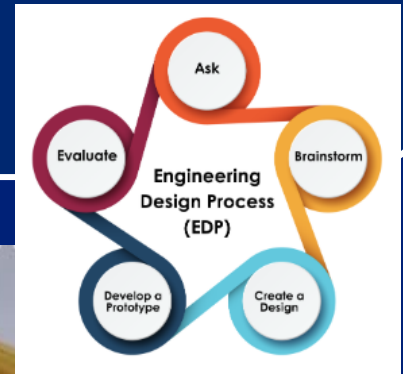 Ask
Brainstorm
Evaluate
Engineering
Design Process
(EDP)
Develop a
Prototype
Create a
Design